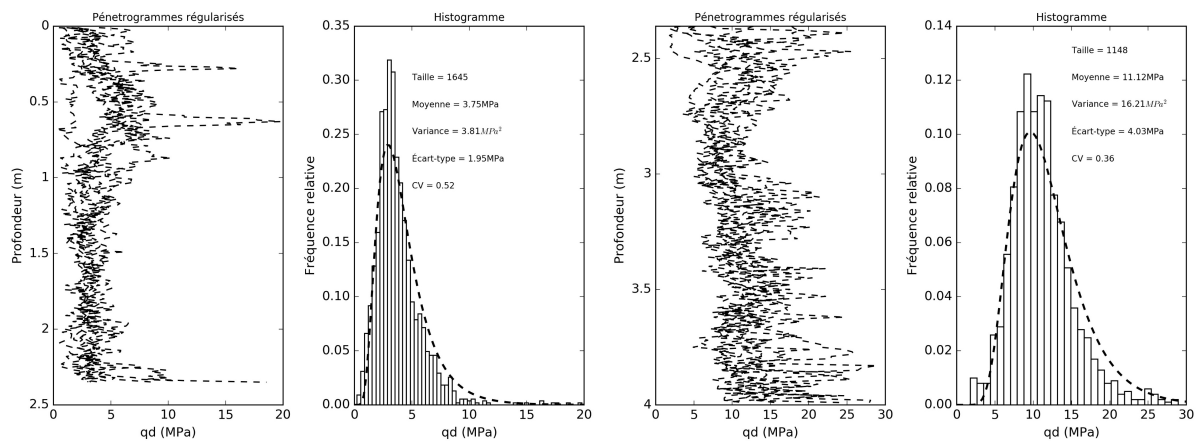 Pénetrogrammes régularisés
0
0.5
1
1.5
2
2.5
Profondeur (m)
0 5 10 15 20
qd (MPa)
Histogramme
0.35
0.30
0.25
0.20
0.15
0.10
0.05
0.00
Fréquence relative
Taille = 1645
Moyenne = 3.75MPa
Variance = 3.81MPa²
Écart-type = 1.95MPa
CV = 0.52
0 5 10 15 20
qd (MPa)
Pénetrogrammes régularisés
2.5
3
3.5
4
Profondeur (m)
0 5 10 15 20 25 30
qd (MPa)
Histogramme
0.14
0.12
0.10
0.08
0.06
0.04
0.02
0.00
Fréquence relative
Taille = 1148
Moyenne = 11.12MPa
Variance = 16.21MPa²
Écart-type = 4.03MPa
CV = 0.36
0 5 10 15 20 25 30
qd (MPa)